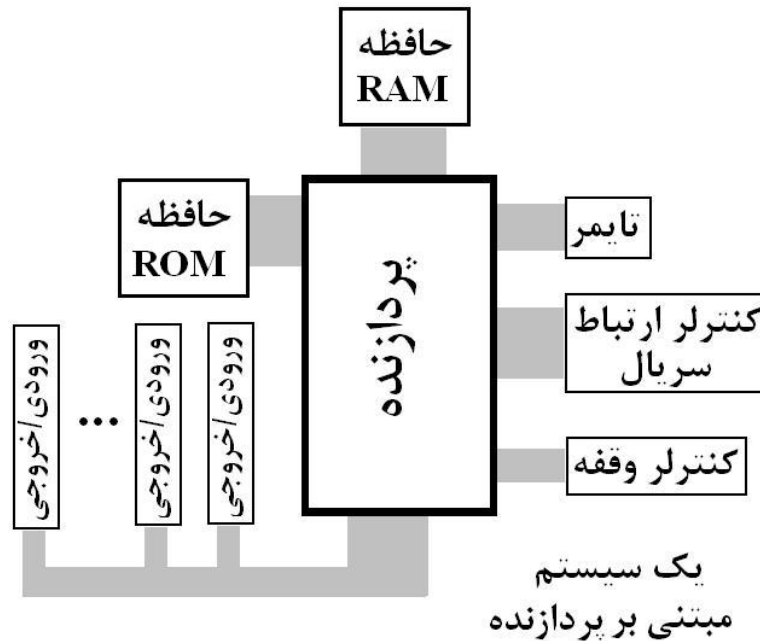 حافظه
RAM
حافظه
ROM
پردازنده
تایمر
کنترلر ارتباط
سریال
کنترلر وقفه
ورودی/خروجی
...
ورودی/خروجی
ورودی/خروجی
یک سیستم
مبتنی بر پردازنده